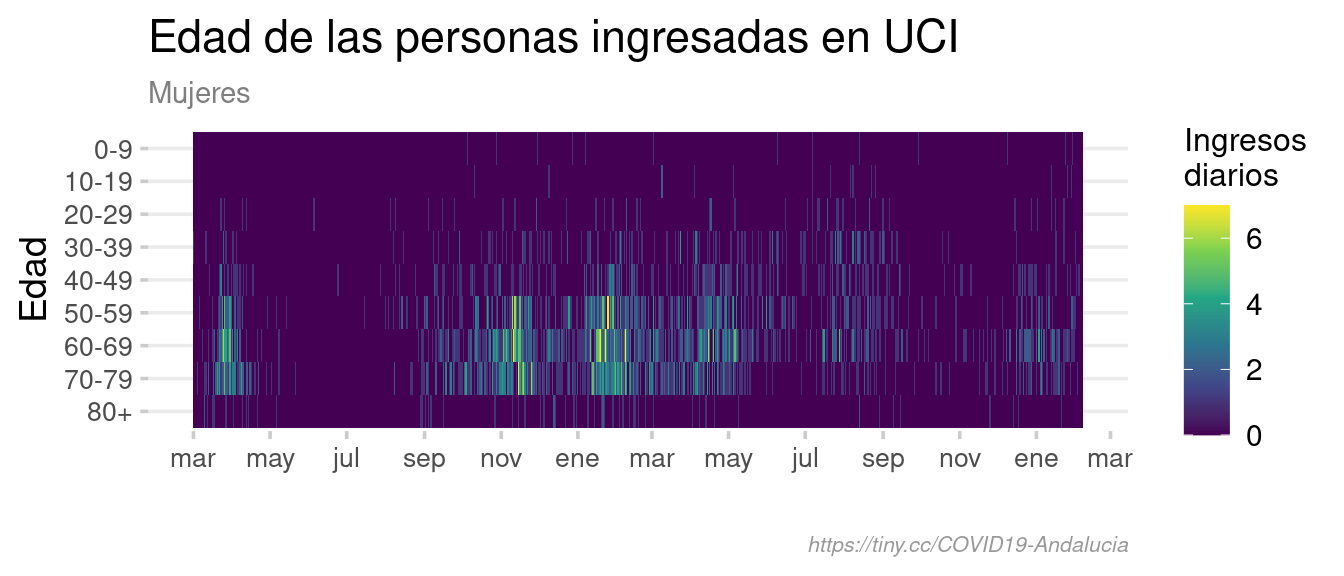 Edad de las personas ingresadas en UCI
Mujeres
Edad
0-9
10-19
20-29
30-39
40-49
50-59
60-69
70-79
80+
mar may jul sep nov ene mar may jul sep nov ene mar
Ingresos
diarios
6
4
2
0
https://tiny.cc/COVID19-Andalucia